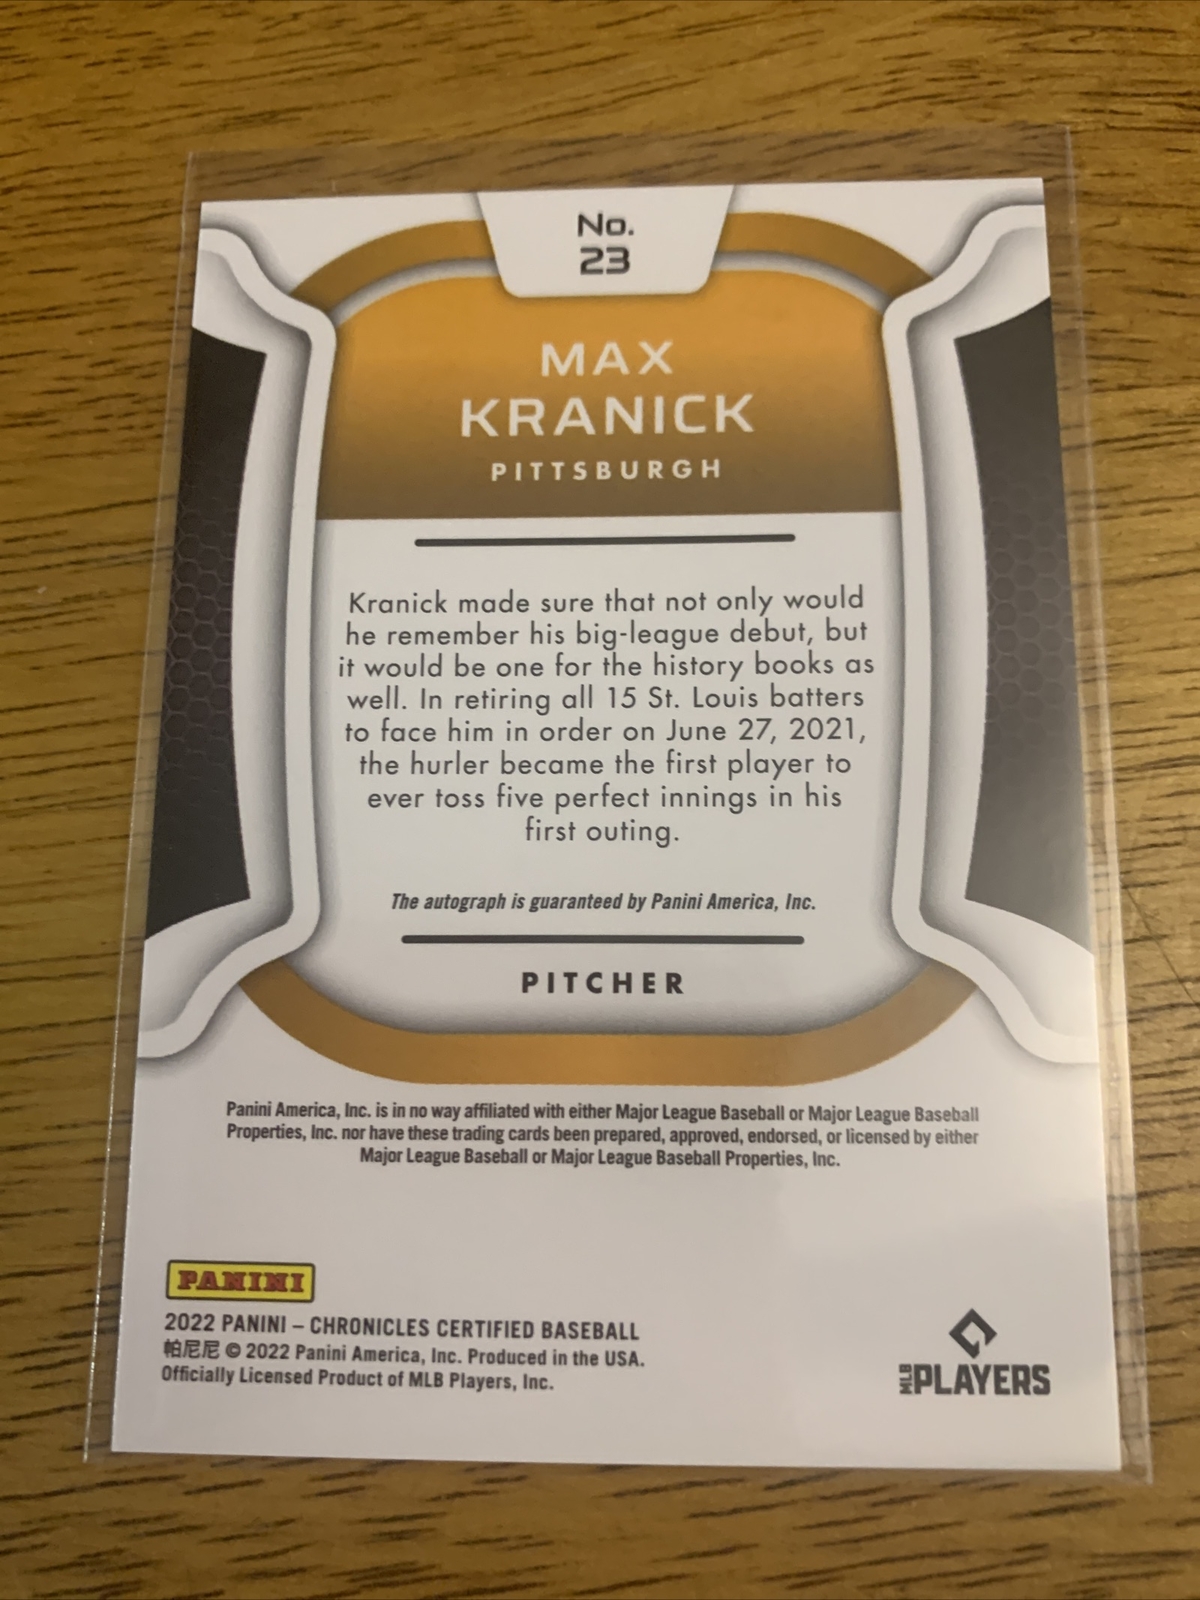 No.
23
MAX
KRANICK
PITTSBURGH
Kranick made sure that not only would
he remember his big-league debut, but
it would be one for the history books as
well. In retiring all 15 St. Louis batters
to face him in order on June 27, 2021,
the hurler became the first player to
ever toss five perfect innings in his
first outing.
The autograph is guaranteed by Panini America, Inc.
PITCHER
Panini America, Inc. is in no way affiliated with either Major League Baseball or Major League Baseball
Properties, Inc. nor have these trading cards been prepared, approved, endorsed, or licensed by either
Major League Baseball or Major League Baseball Properties, Inc.
PANINI
2022 PANINI – CHRONICLES CERTIFIED BASEBALL
帕尼尼 © 2022 Panini America, Inc. Produced in the USA.
Officially Licensed Product of MLB Players, Inc.
MLB PLAYERS